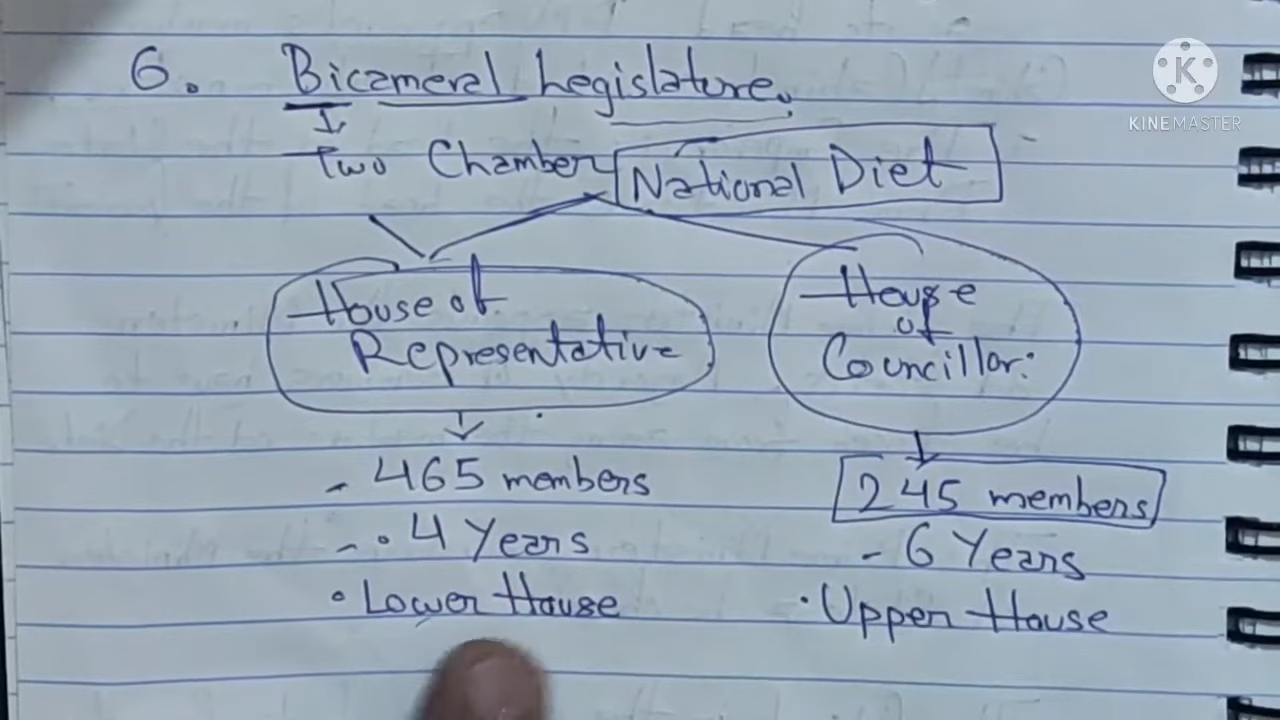 6. Bicameral Legislature.
Two Chamber
National Diet
House of
Representative
- 465 members
- . 4 Years
. Lower House
House
of
Councillor:
245 members
- 6 Years
. Upper House
K
KINEMASTER